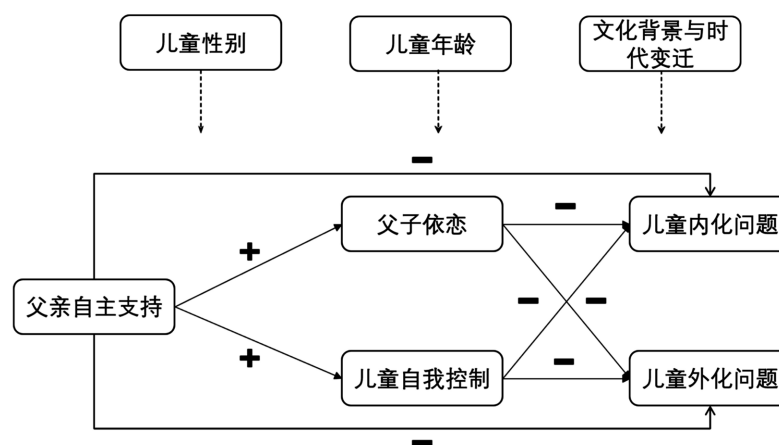 儿童性别
儿童年龄
文化背景与时
代变迁
−
父子依恋
−
儿童内化问题
+
父亲自主支持
−
−
+
儿童自我控制
−
儿童外化问题
−